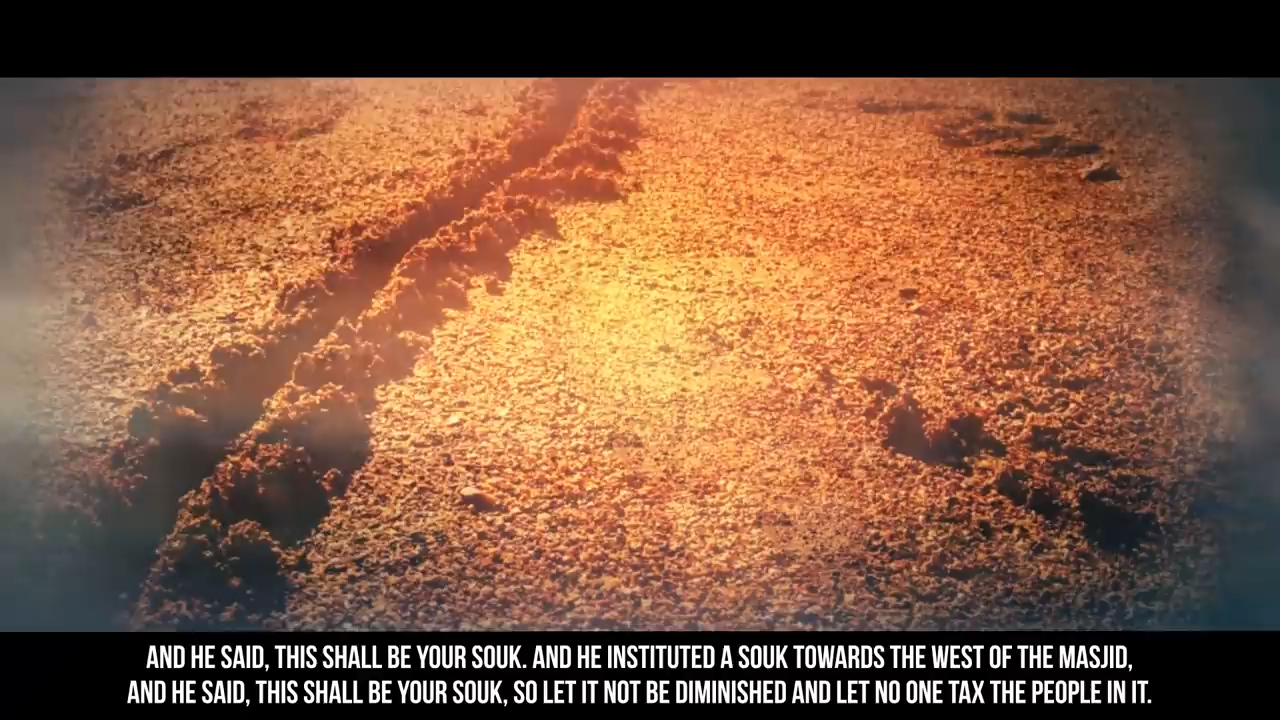 AND HE SAID, THIS SHALL BE YOUR SOUK. AND HE INSTITUTED A SOUK TOWARDS THE WEST OF THE MASJID,
AND HE SAID, THIS SHALL BE YOUR SOUK, SO LET IT NOT BE DIMINISHED AND LET NO ONE TAX THE PEOPLE IN IT.